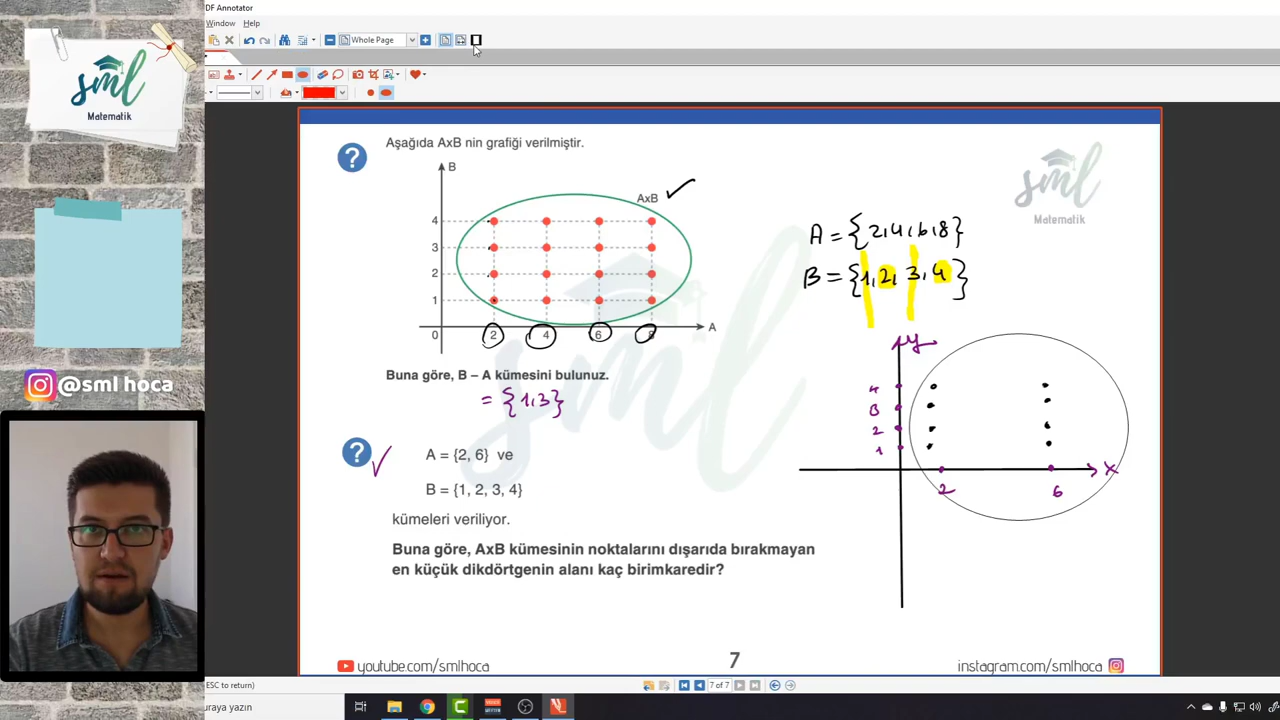 DF Annotator
Window Help
Whole Page
sml
Matematik
@sml hoca
Aşağıda AxB nin grafiği verilmiştir.
B
AxB
4
3
2
1
0
2 4 6 8
A
Buna göre, B – A kümesini bulunuz.
= {1,3}
A = {2, 6} ve
B = {1, 2, 3, 4}
kümeleri veriliyor.
Buna göre, AxB kümesinin noktalarını dışarıda bırakmayan
en küçük dikdörtgenin alanı kaç birimkaredir?
sml
Matematik
A = {2,4,6,8}
B = {1,2,3,4}
y
4
3
2
1
x
2 6
youtube.com/smlhoca
7
instagram.com/smlhoca
ESC to return)
7 of 7
uraya yazın